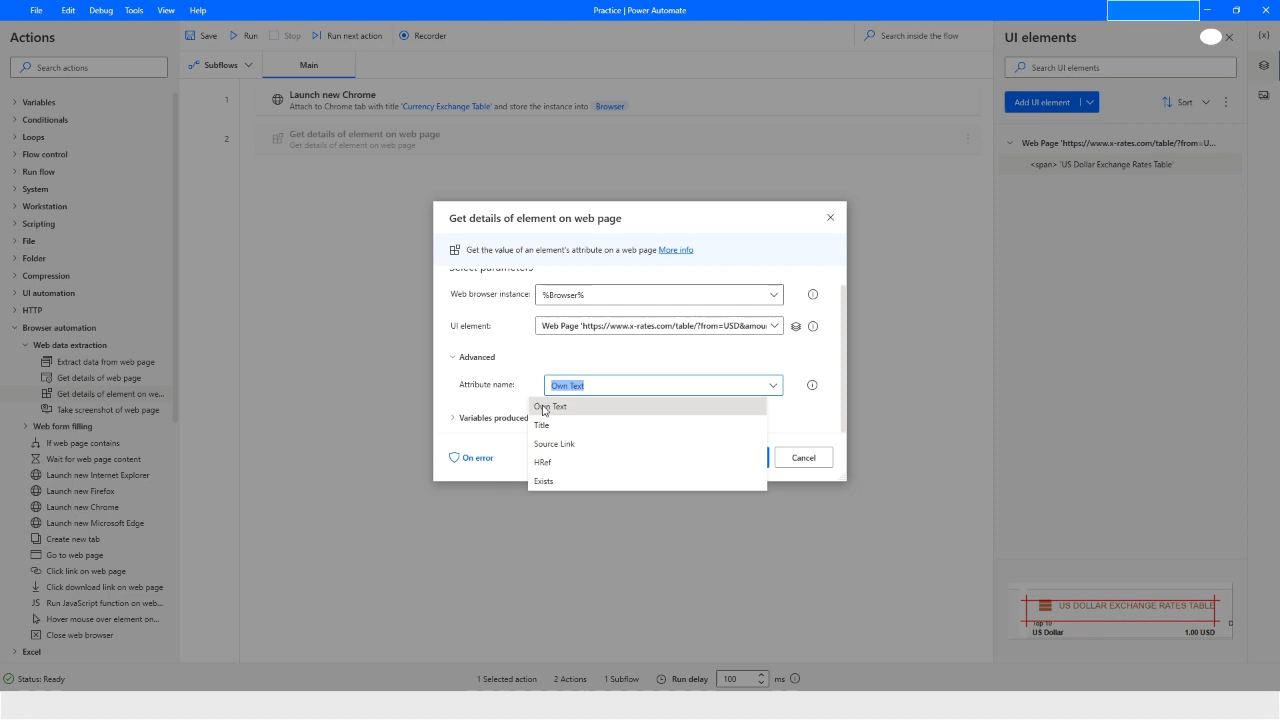 File Edit Debug Tools View Help
Practice | Power Automate
Actions
Search actions
Variables
Conditionals
Loops
Flow control
Run flow
System
Workstation
Scripting
File
Folder
Compression
UI automation
HTTP
Browser automation
Web data extraction
Extract data from web page
Get details of web page
Get details of element on we...
Take screenshot of web page
Web form filling
If web page contains
Wait for web page content
Launch new Internet Explorer
Launch new Firefox
Launch new Chrome
Launch new Microsoft Edge
Create new tab
Go to web page
Click link on web page
Click download link on web page
JS Run JavaScript function on web...
Hover mouse over element on...
Close web browser
Excel
Save Run Stop Run next action Recorder
Search inside the flow
Subflows Main
1 Launch new Chrome
Attach to Chrome tab with title 'Currency Exchange Table' and store the instance into Browser
2 Get details of element on web page
Get details of element on web page
Get details of element on web page
Get the value of an element's attribute on a web page More info
Select parameters
Web browser instance: %Browser%
UI element: Web Page 'https://www.x-rates.com/table/?from=USD&amou
Advanced
Attribute name: Own Text
Own Text
Title
Source Link
HRef
Exists
Variables produced
On error
Cancel
UI elements
{x}
Search UI elements
Add UI element
Sort
Web Page 'https://www.x-rates.com/table/?from=U...
<span> 'US Dollar Exchange Rates Table'
US DOLLAR EXCHANGE RATES TABLE
Top 10
US Dollar 1.00 USD
Status: Ready
1 Selected action 2 Actions 1 Subflow Run delay 100 ms